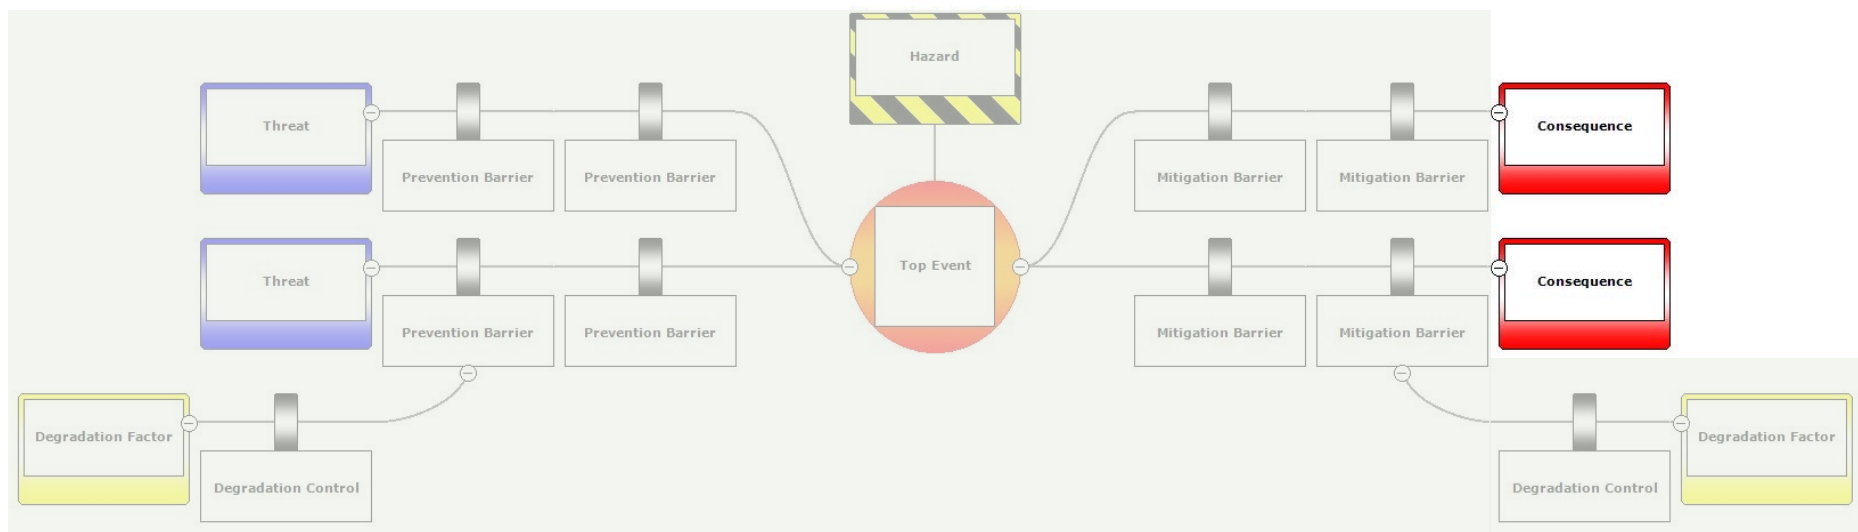 Hazard
Threat
Consequence
Prevention Barrier
Prevention Barrier
Mitigation Barrier
Mitigation Barrier
Top Event
Threat
Consequence
Prevention Barrier
Prevention Barrier
Mitigation Barrier
Mitigation Barrier
Degradation Factor
Degradation Factor
Degradation Control
Degradation Control